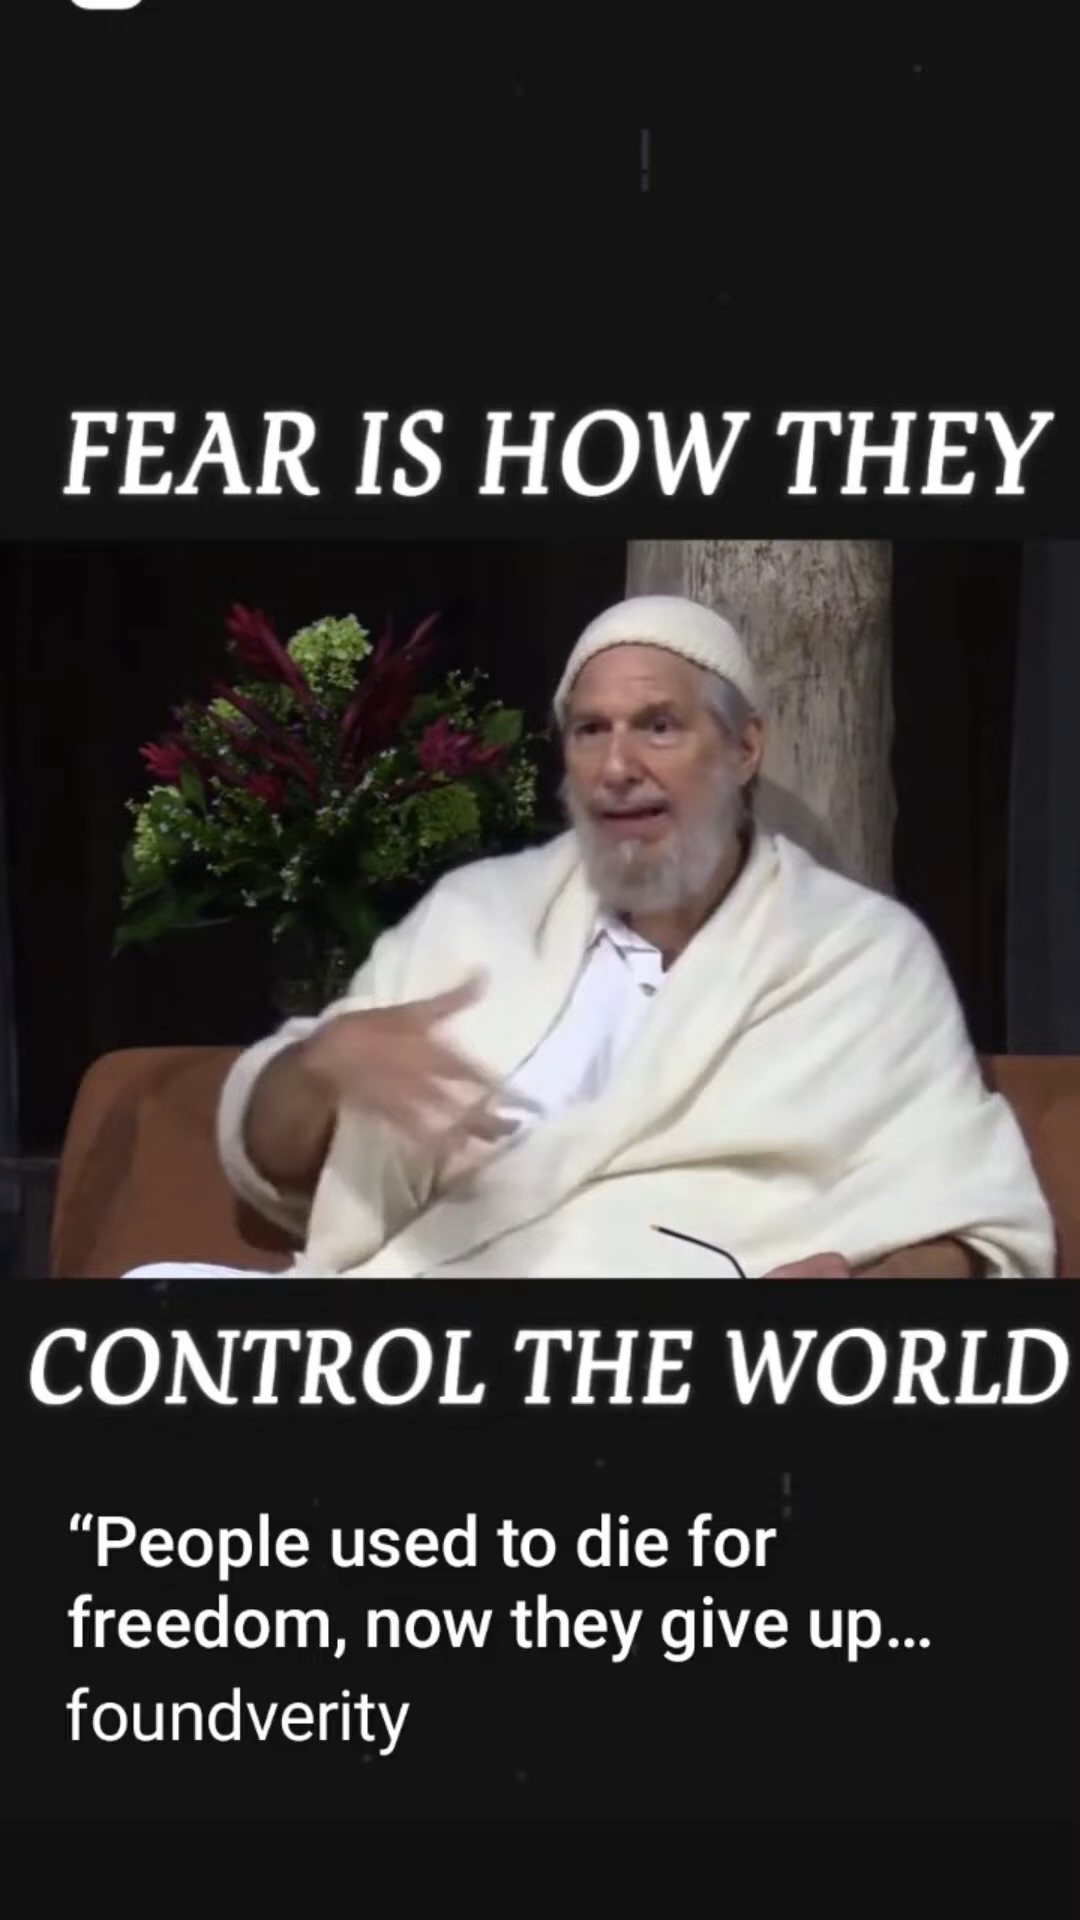 FEAR IS HOW THEY
CONTROL THE WORLD
“People used to die for
freedom, now they give up...
foundverity